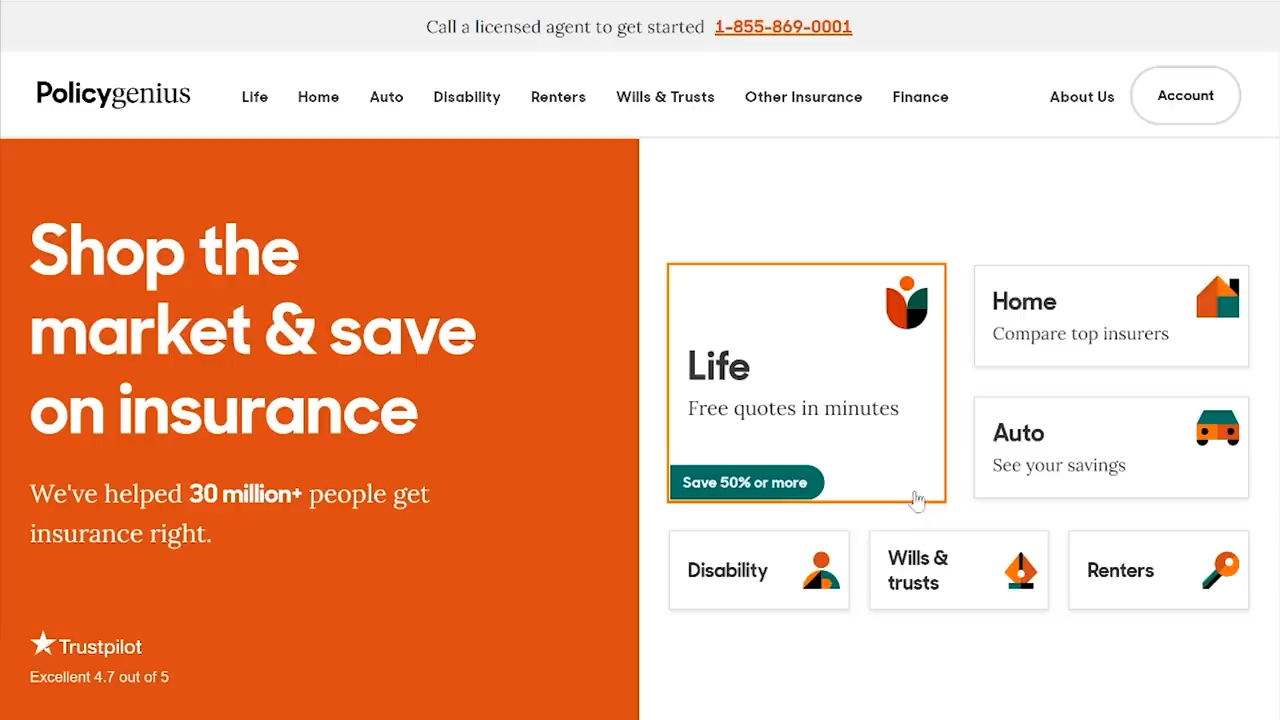 Call a licensed agent to get started 1-855-869-0001
Policygenius
Life
Home
Auto
Disability
Renters
Wills & Trusts
Other Insurance
Finance
About Us
Account
Shop the
market & save
on insurance
We've helped 30 million+ people get
insurance right.
Trustpilot
Excellent 4.7 out of 5
Life
Free quotes in minutes
Save 50% or more
Home
Compare top insurers
Auto
See your savings
Disability
Wills &
trusts
Renters